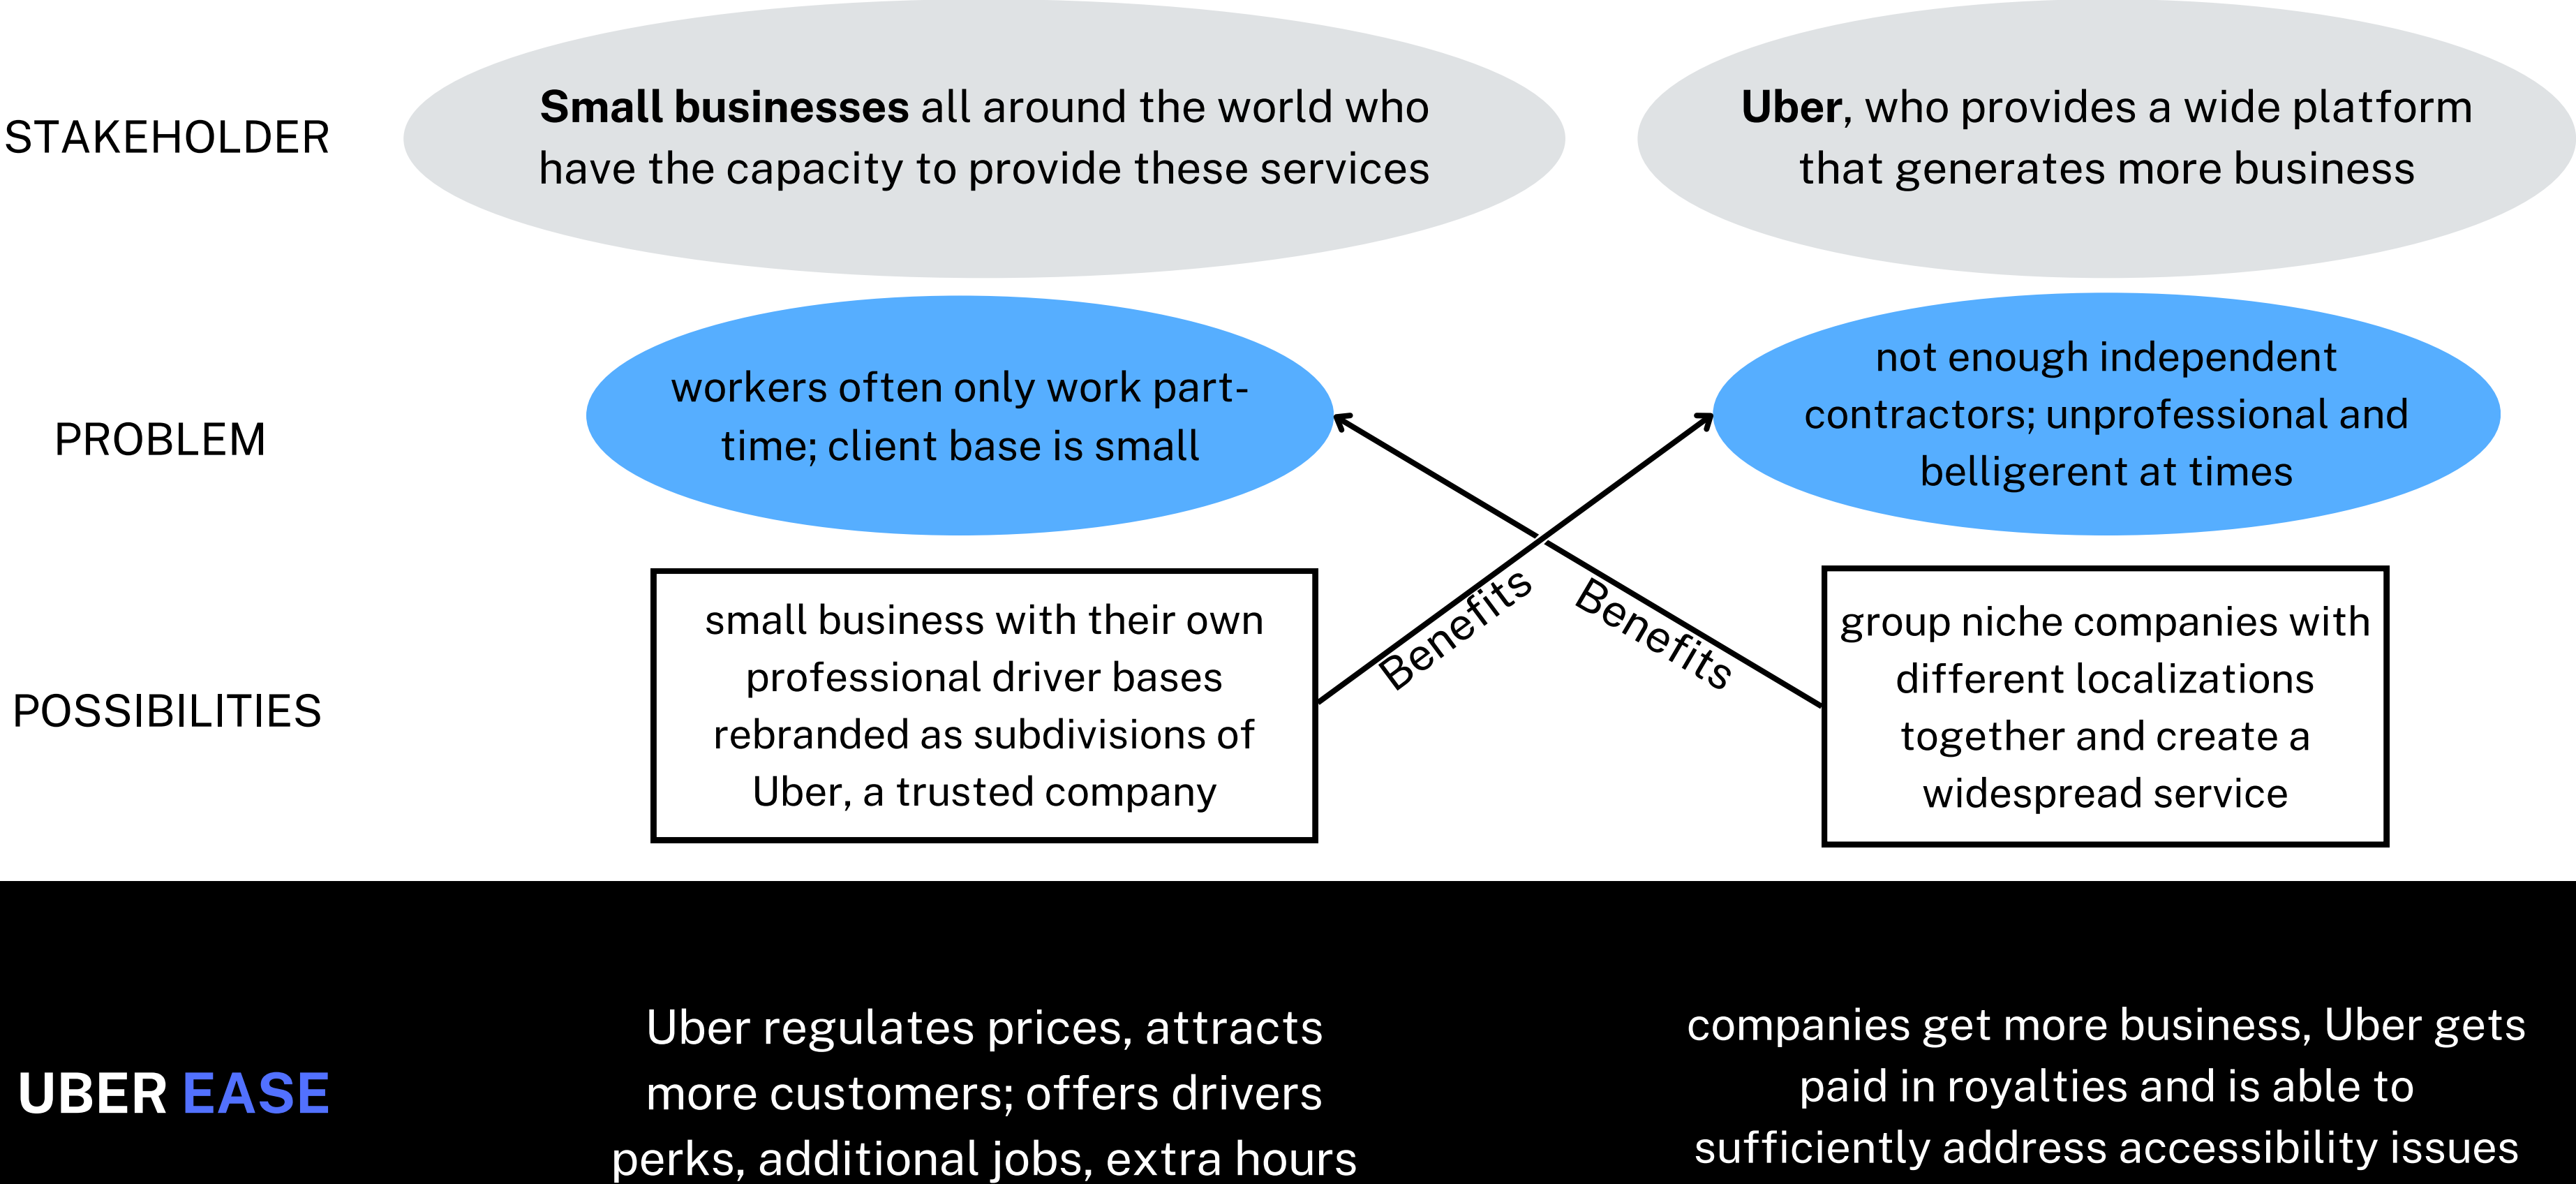 STAKEHOLDER
Small businesses all around the world who
have the capacity to provide these services
Uber, who provides a wide platform
that generates more business
PROBLEM
workers often only work part-
time; client base is small
not enough independent
contractors; unprofessional and
belligerent at times
POSSIBILITIES
small business with their own
professional driver bases
rebranded as subdivisions of
Uber, a trusted company
Benefits
Benefits
group niche companies with
different localizations
together and create a
widespread service
UBER EASE
Uber regulates prices, attracts
more customers; offers drivers
perks, additional jobs, extra hours
companies get more business, Uber gets
paid in royalties and is able to
sufficiently address accessibility issues